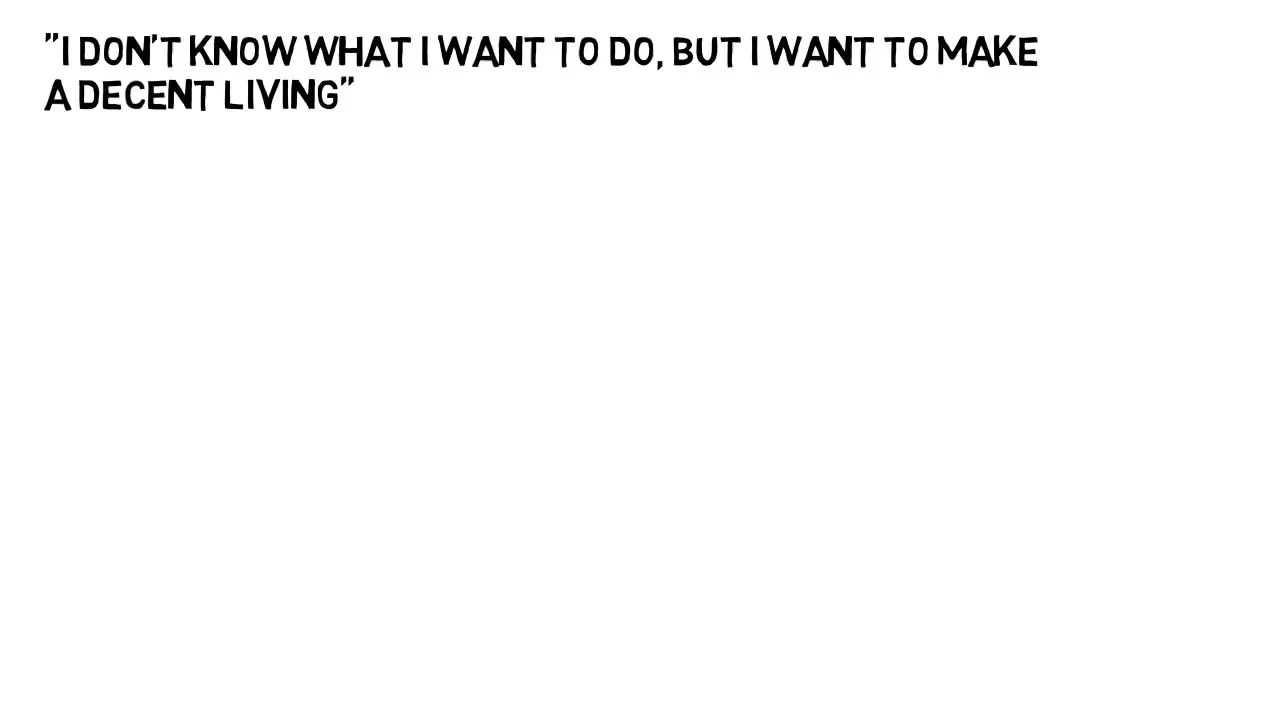 "I DON'T KNOW WHAT I WANT TO DO, BUT I WANT TO MAKE
A DECENT LIVING"